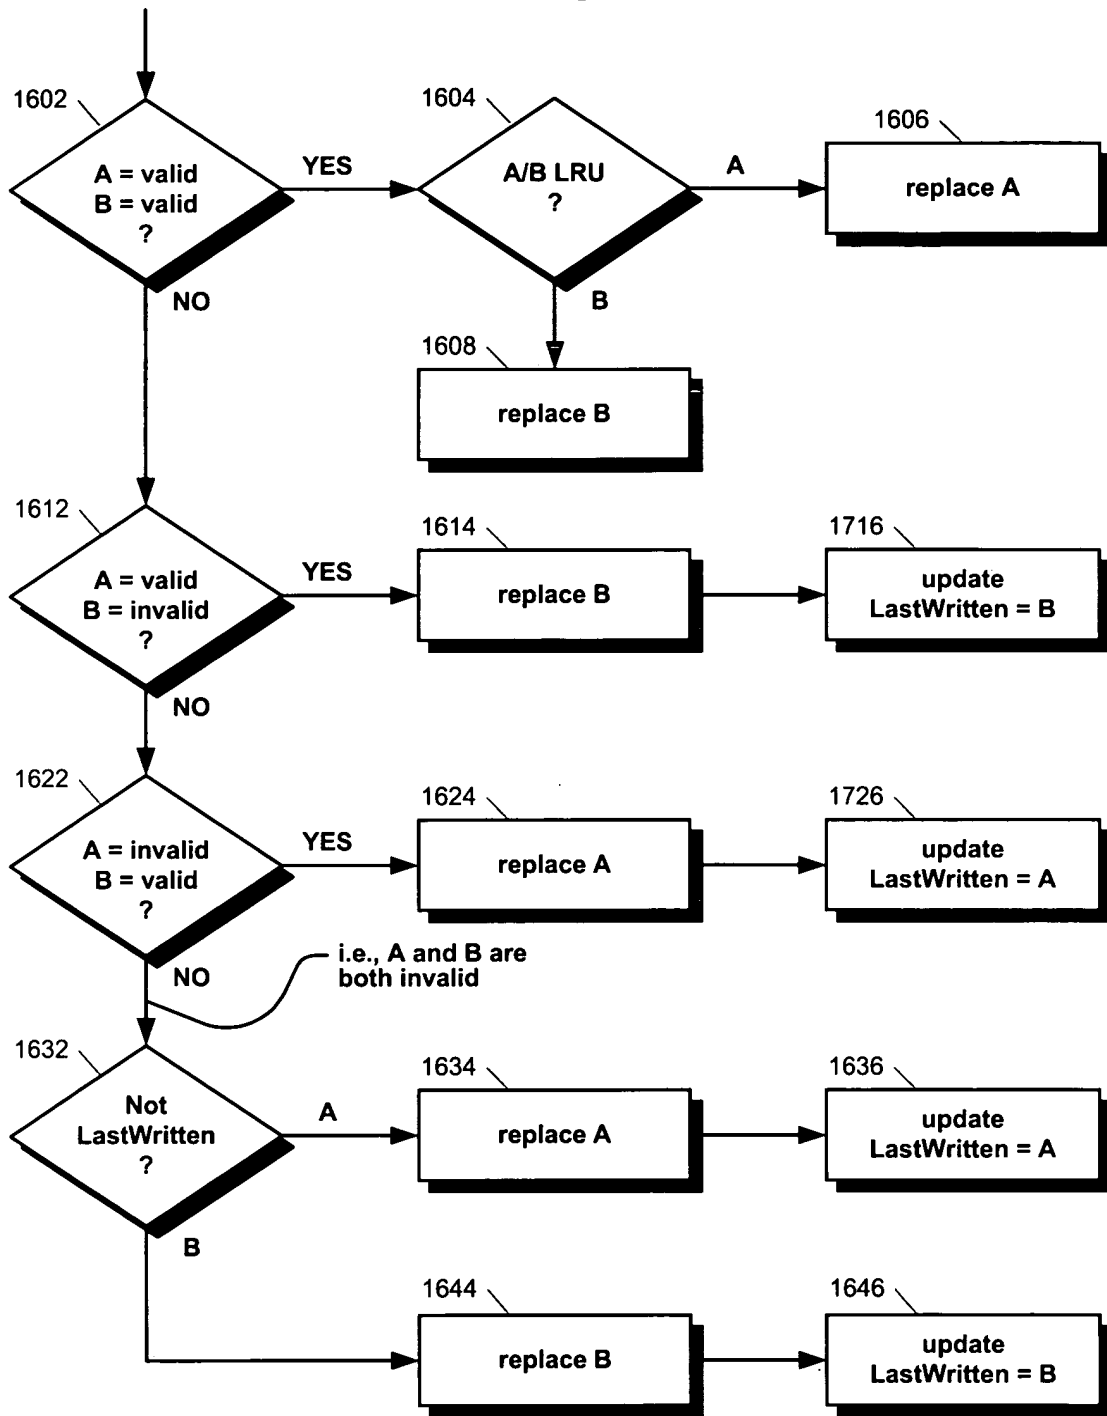 1602
A = valid
B = valid
?
YES
NO
1604
A/B LRU
?
A
B
1606
replace A
1608
replace B
1612
A = valid
B = invalid
?
YES
NO
1614
replace B
1716
update
LastWritten = B
1622
A = invalid
B = valid
?
YES
NO
1624
replace A
1726
update
LastWritten = A
i.e., A and B are
both invalid
1632
Not
LastWritten
?
A
B
1634
replace A
1636
update
LastWritten = A
1644
replace B
1646
update
LastWritten = B